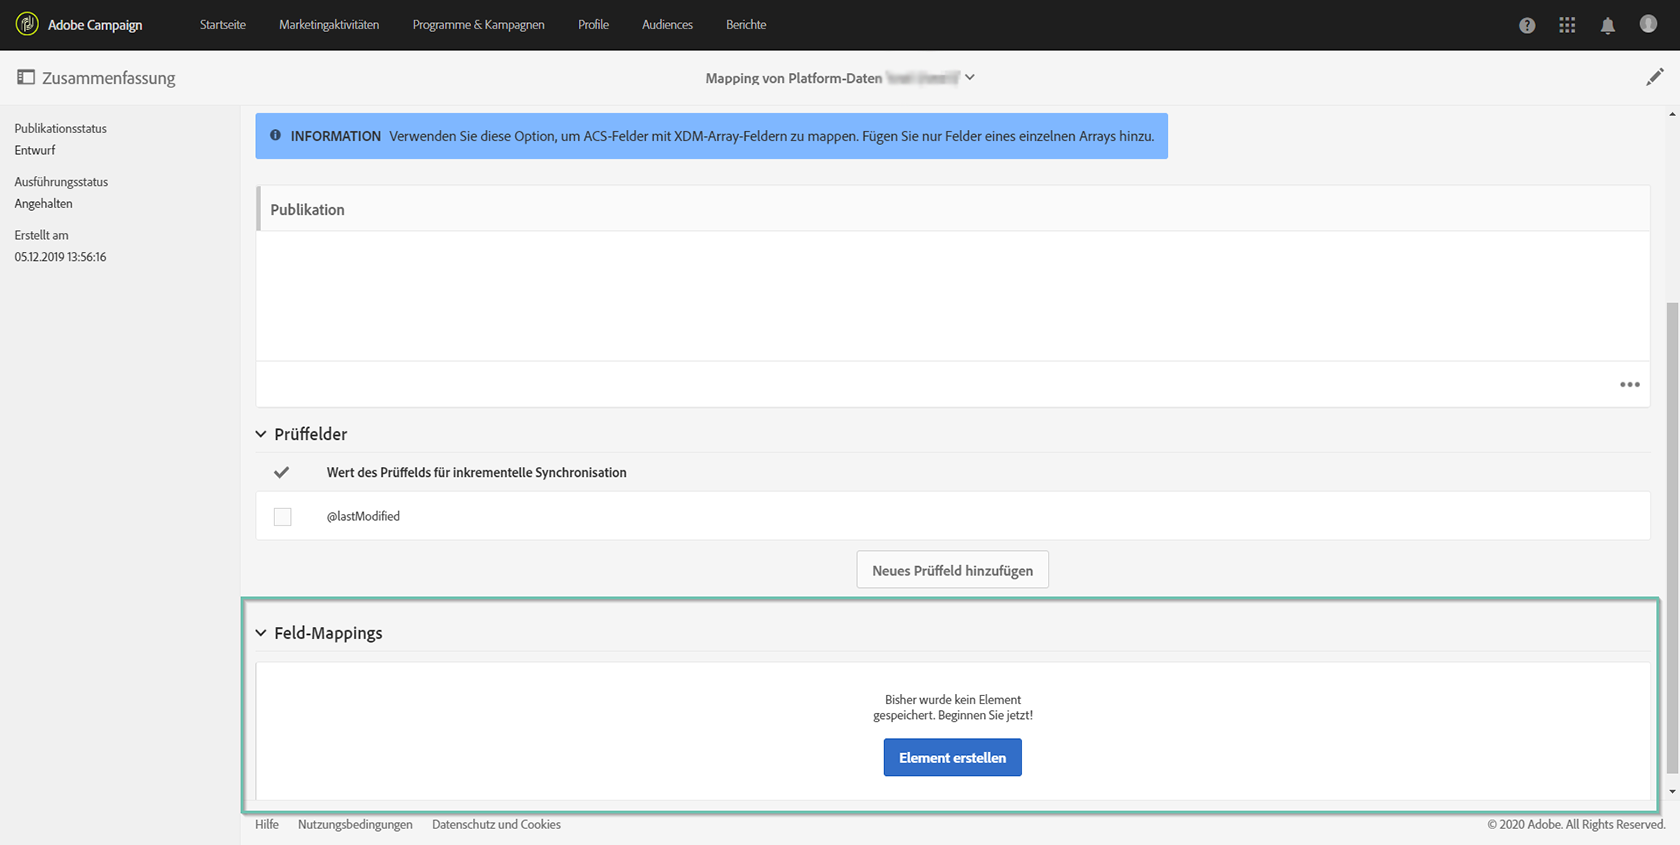 Adobe Campaign Startseite Marketingaktivitäten Programme & Kampagnen Profile Audiences Berichte
Zusammenfassung Mapping von Platform-Daten
Publikationsstatus
Entwurf
Ausführungsstatus
Angehalten
Erstellt am
05.12.2019 13:56:16
INFORMATION Verwenden Sie diese Option, um ACS-Felder mit XDM-Array-Feldern zu mappen. Fügen Sie nur Felder eines einzelnen Arrays hinzu.
Publikation
Prüffelder
Wert des Prüffelds für inkrementelle Synchronisation
@lastModified
Neues Prüffeld hinzufügen
Feld-Mappings
Bisher wurde kein Element
gespeichert. Beginnen Sie jetzt!
Element erstellen
Hilfe Nutzungsbedingungen Datenschutz und Cookies © 2020 Adobe. All Rights Reserved.